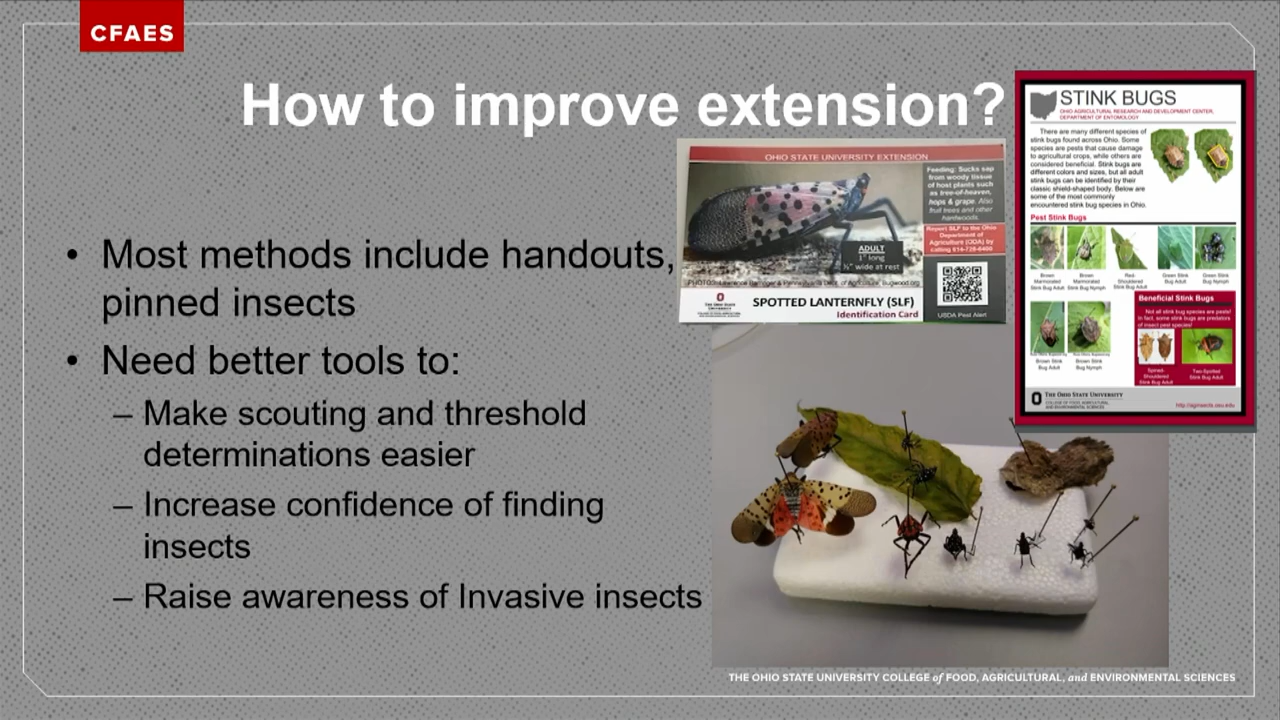 CFAES
How to improve extension?
• Most methods include handouts,
pinned insects
• Need better tools to:
– Make scouting and threshold
determinations easier
– Increase confidence of finding
insects
– Raise awareness of Invasive insects
OHIO STATE UNIVERSITY EXTENSION
Feeding: Sucks sap
from woody tissue
of host plants such
as tree-of-heaven,
hops & grape. Also
fruit trees and other
hardwoods.
Report SLF to the Ohio
Department of
Agriculture (ODA) by
calling
ADULT
1" long
½" wide at rest
THE OHIO STATE
UNIVERSITY
SPOTTED LANTERNFLY (SLF)
Identification Card
USDA Pest Alert
STINK BUGS
OHIO AGRICULTURAL RESEARCH AND DEVELOPMENT CENTER,
DEPARTMENT OF ENTOMOLOGY
There are many different species of
stink bugs found across Ohio. Some
species are pests that cause damage
to agricultural crops, while others are
considered beneficial. Stink bugs are
different colors and sizes, but all adult
stink bugs can be identified by their
classic shield-shaped body. Below are
some of the most commonly
encountered stink bug species in Ohio.
Pest Stink Bugs
Brown
Marmorated
Stink Bug Adult
Brown
Marmorated
Stink Bug Nymph
Red-
Shouldered
Stink Bug Adult
Green Stink
Bug Adult
Green Stink
Bug Nymph
Brown Stink
Bug Adult
Brown Stink
Bug Nymph
Beneficial Stink Bugs
Not all stink bug species are pests!
In fact, some stink bugs are predators
of insect pest species!
Spined-
Shouldered
Stink Bug Adult
Two-Spotted
Stink Bug Adult
THE OHIO STATE UNIVERSITY
COLLEGE OF FOOD, AGRICULTURAL,
AND ENVIRONMENTAL SCIENCES
http://aginsects.osu.edu
THE OHIO STATE UNIVERSITY COLLEGE of FOOD, AGRICULTURAL, and ENVIRONMENTAL SCIENCES